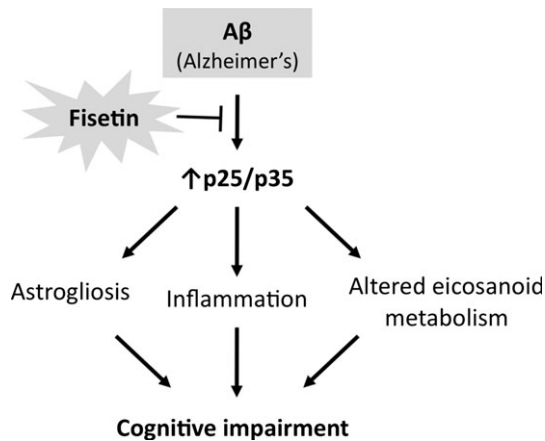 Aβ
(Alzheimer's)
Fisetin
↑p25/p35
Astrogliosis
Inflammation
Altered eicosanoid
metabolism
Cognitive impairment